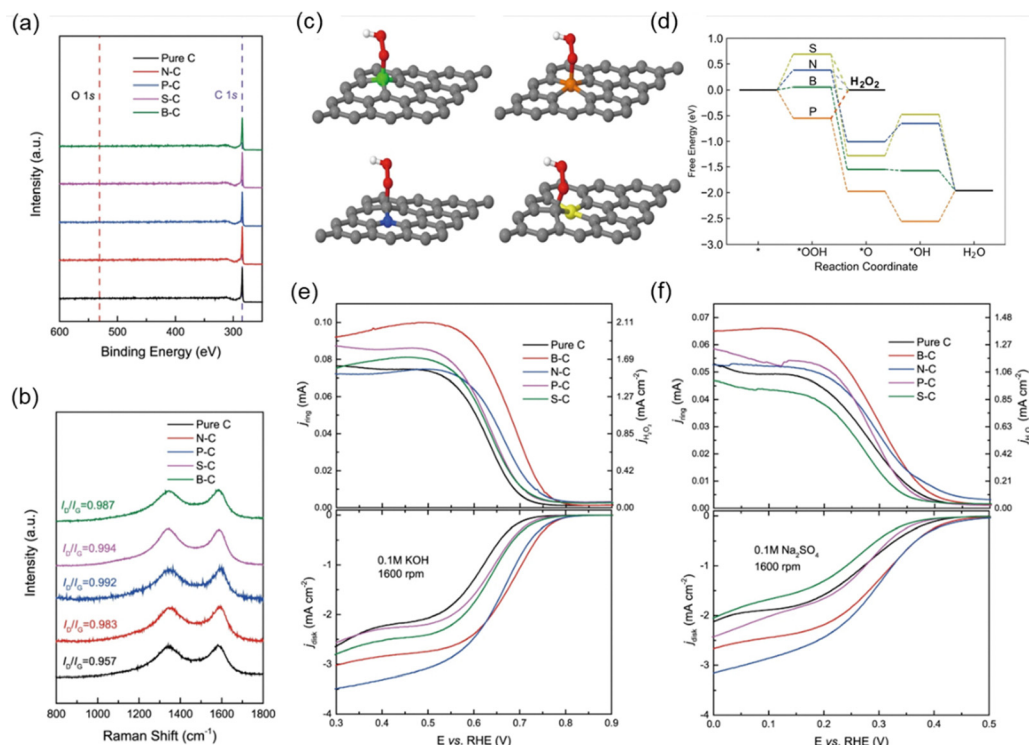 (a)
Pure C
N-C
P-C
S-C
B-C
O 1s
C 1s
Intensity (a.u.)
600 500 400 300
Binding Energy (eV)
(b)
Pure C
N-C
P-C
S-C
B-C
I_D/I_G=0.987
I_D/I_G=0.994
I_D/I_G=0.992
I_D/I_G=0.983
I_D/I_G=0.957
Intensity (a.u.)
800 1000 1200 1400 1600 1800
Raman Shift (cm⁻¹)
(c)
(d)
1.0
0.5
0.0
−0.5
−1.0
−1.5
−2.0
−2.5
−3.0
Free Energy (eV)
S
N
B
P
H₂O₂
* *OOH *O *OH H₂O
Reaction Coordinate
(e)
0.10
0.08
0.06
0.04
0.02
0.00
j_ring (mA)
Pure C
B-C
N-C
P-C
S-C
2.11
1.69
1.27
0.85
0.42
0.00
j_H₂O₂ (mA cm⁻²)
0
-1
-2
-3
-4
j_disk (mA cm⁻²)
0.1M KOH
1600 rpm
0.3 0.4 0.5 0.6 0.7 0.8 0.9
E vs. RHE (V)
(f)
0.07
0.06
0.05
0.04
0.03
0.02
0.01
0.00
j_ring (mA)
Pure C
B-C
N-C
P-C
S-C
1.48
1.27
1.06
0.84
0.63
0.42
0.21
0.00
(mA cm⁻²)
0
-1
-2
-3
-4
j_disk (mA cm⁻²)
0.1M Na₂SO₄
1600 rpm
0.0 0.1 0.2 0.3 0.4 0.5
E vs. RHE (V)